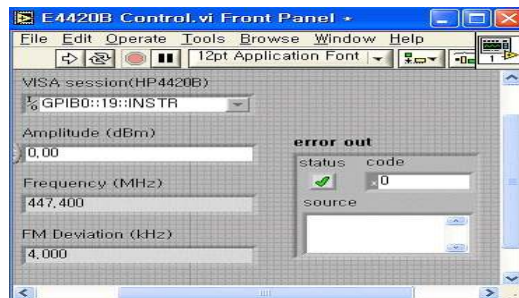 E4420B Control.vi Front Panel *
File Edit Operate Tools Browse Window Help
12pt Application Font
1
VISA session(HP4420B)
GPIB0::19::INSTR
Amplitude (dBm)
0,00
Frequency (MHz)
447,400
FM Deviation (kHz)
4,000
error out
status code
0
source